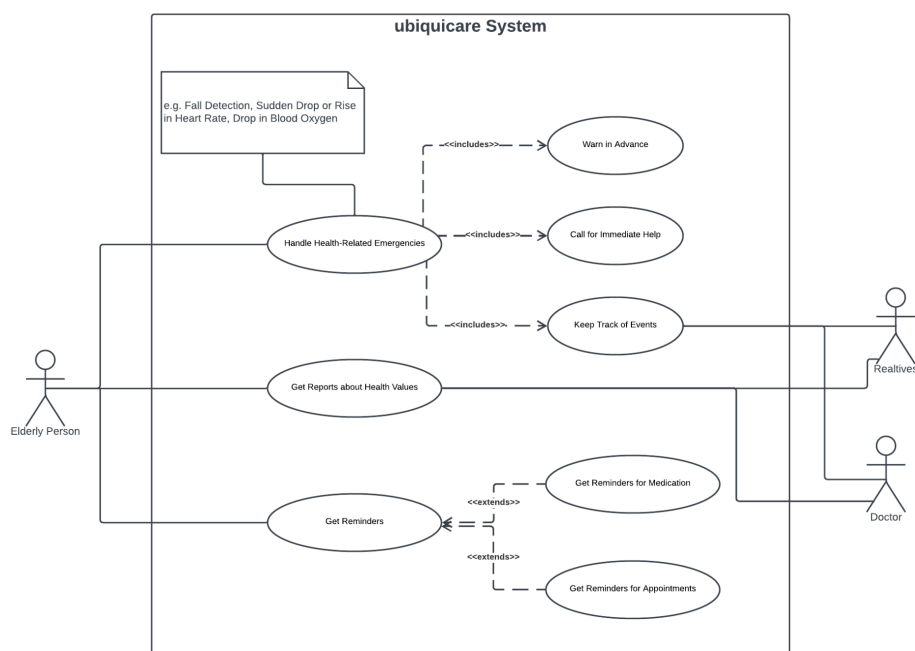 ubiquicare System
e.g. Fall Detection, Sudden Drop or Rise
in Heart Rate, Drop in Blood Oxygen
<<includes>>
Warn in Advance
Handle Health-Related Emergencies
<<includes>>
Call for Immediate Help
<<includes>>
Keep Track of Events
Realtives
Get Reports about Health Values
Elderly Person
Get Reminders for Medication
<<extends>>
Get Reminders
Doctor
<<extends>>
Get Reminders for Appointments